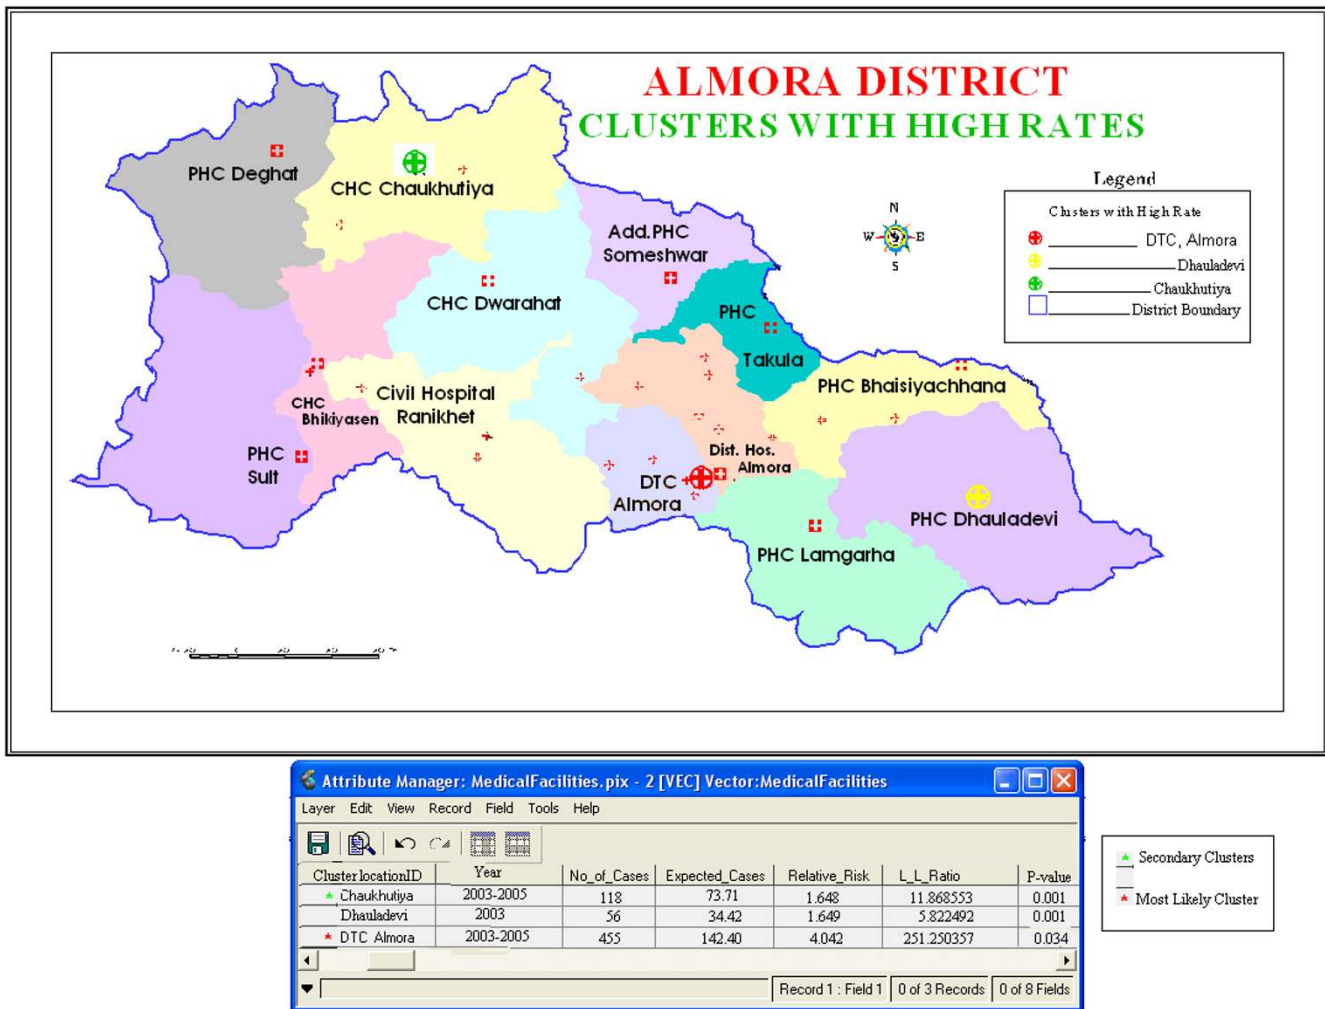 ALMORA DISTRICT
CLUSTERS WITH HIGH RATES
PHC Deghat
CHC Chaukhutiya
Add.PHC
Someshwar
CHC Dwarahat
PHC
Takula
PHC Bhaisiyachhana
Civil Hospital
Ranikhet
CHC
Bhikiyasen
PHC
Sult
Dist. Hos.
Almora
DTC
Almora
PHC Dhauladevi
PHC Lamgarha
N
W E
S
Legend
Clusters with High Rate
DTC, Almora
Dhauladevi
Chaukhutiya
District Boundary
Attribute Manager: MedicalFacilities.pix - 2 [VEC] Vector:MedicalFacilities
Layer Edit View Record Field Tools Help
ClusterlocationID Year No_of_Cases Expected_Cases Relative_Risk L_L_Ratio P-value
* Chaukhutiya 2003-2005 118 73.71 1.648 11.868553 0.001
Dhauladevi 2003 56 34.42 1.649 5.822492 0.001
* DTC Almora 2003-2005 455 142.40 4.042 251.250357 0.034
Record 1 : Field 1 0 of 3 Records 0 of 8 Fields
* Secondary Clusters
* Most Likely Cluster